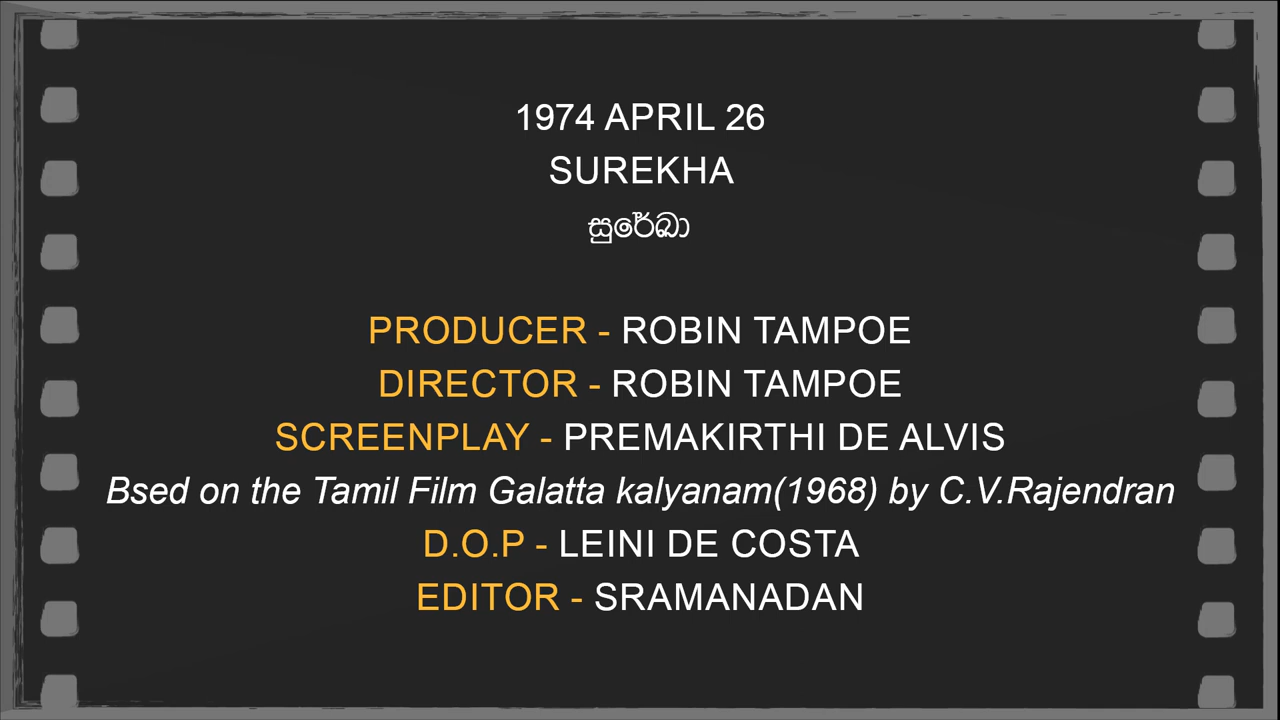 1974 APRIL 26
SUREKHA
සුරේඛා
PRODUCER - ROBIN TAMPOE
DIRECTOR - ROBIN TAMPOE
SCREENPLAY - PREMAKIRTHI DE ALVIS
Bsed on the Tamil Film Galatta kalyanam(1968) by C.V.Rajendran
D.O.P - LEINI DE COSTA
EDITOR - SRAMANADAN